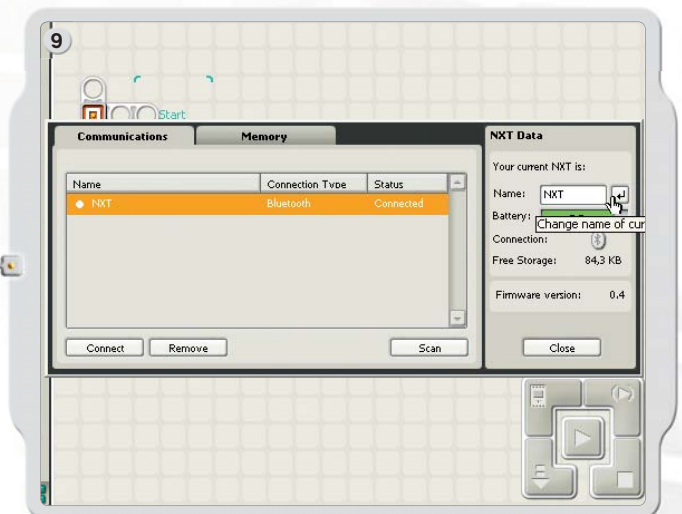 9
Start
Communications
Memory
Name
Connection Type
Status
NXT
Bluetooth
Connected
Connect
Remove
Scan
NXT Data
Your current NXT is:
Name: NXT
Battery:
Change name of cur
Connection:
Free Storage: 84,3 KB
Firmware version: 0.4
Close